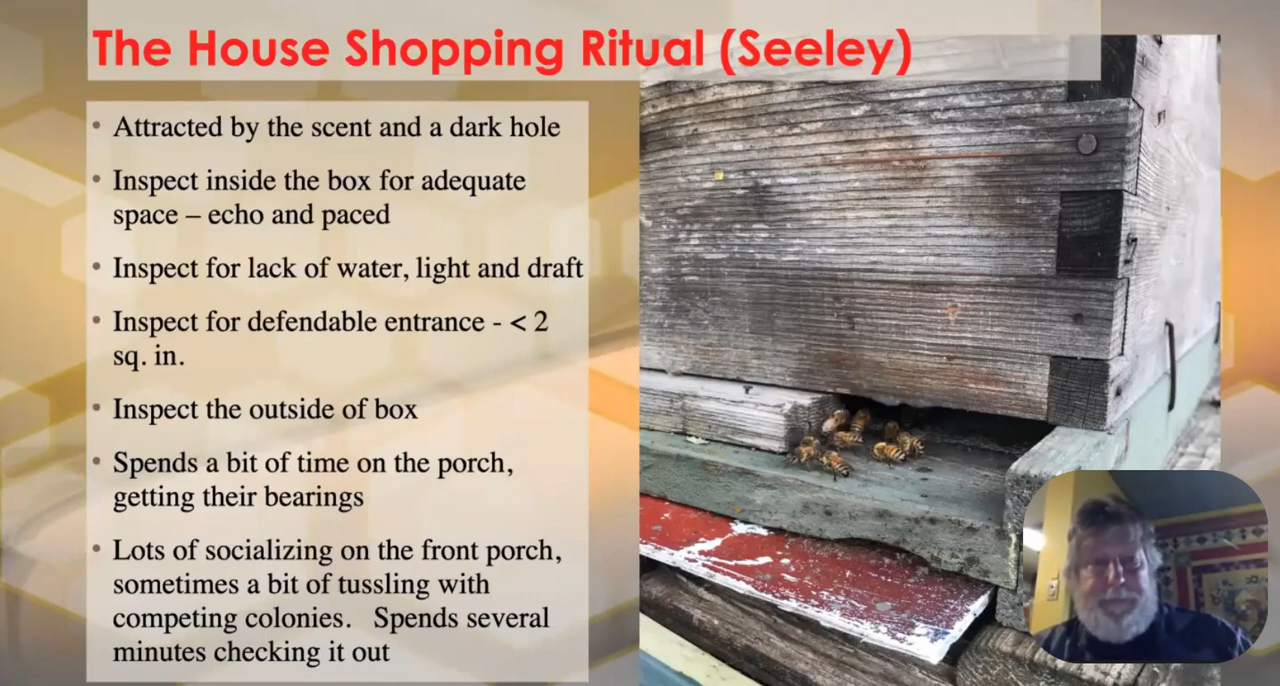 The House Shopping Ritual (Seeley)
• Attracted by the scent and a dark hole
• Inspect inside the box for adequate
space – echo and paced
• Inspect for lack of water, light and draft
• Inspect for defendable entrance - < 2
sq. in.
• Inspect the outside of box
• Spends a bit of time on the porch,
getting their bearings
• Lots of socializing on the front porch,
sometimes a bit of tussling with
competing colonies.   Spends several
minutes checking it out